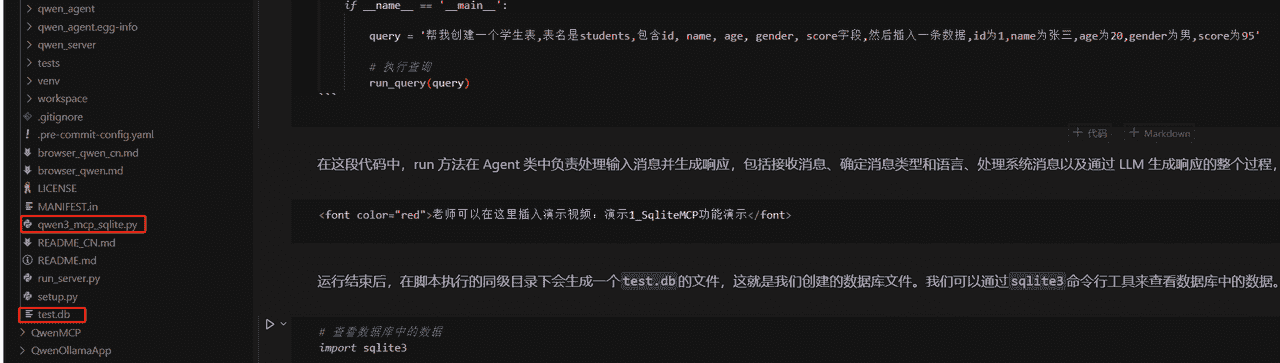 qwen_agent
qwen_agent.egg-info
qwen_server
tests
venv
workspace
.gitignore
.pre-commit-config.yaml
browser_qwen_cn.md
browser_qwen.md
LICENSE
MANIFEST.in
qwen3_mcp_sqlite.py
README_CN.md
README.md
run_server.py
setup.py
test.db
QwenMCP
QwenOllamaApp
if __name__ == '__main__':
query = '帮我创建一个学生表,表名是students,包含id, name, age, gender, score字段,然后插入一条数据,id为1,name为张三,age为20,gender为男,score为95'
# 执行查询
run_query(query)
```
+ 代码 + Markdown
在这段代码中，run 方法在 Agent 类中负责处理输入消息并生成响应，包括接收消息、确定消息类型和语言、处理系统消息以及通过 LLM 生成响应的整个过程，
<font color="red">老师可以在这里插入演示视频：演示1_SqliteMCP功能演示</font>
运行结束后，在脚本执行的同级目录下会生成一个test.db的文件，这就是我们创建的数据库文件。我们可以通过sqlite3命令行工具来查看数据库中的数据。
# 查看数据库中的数据
import sqlite3